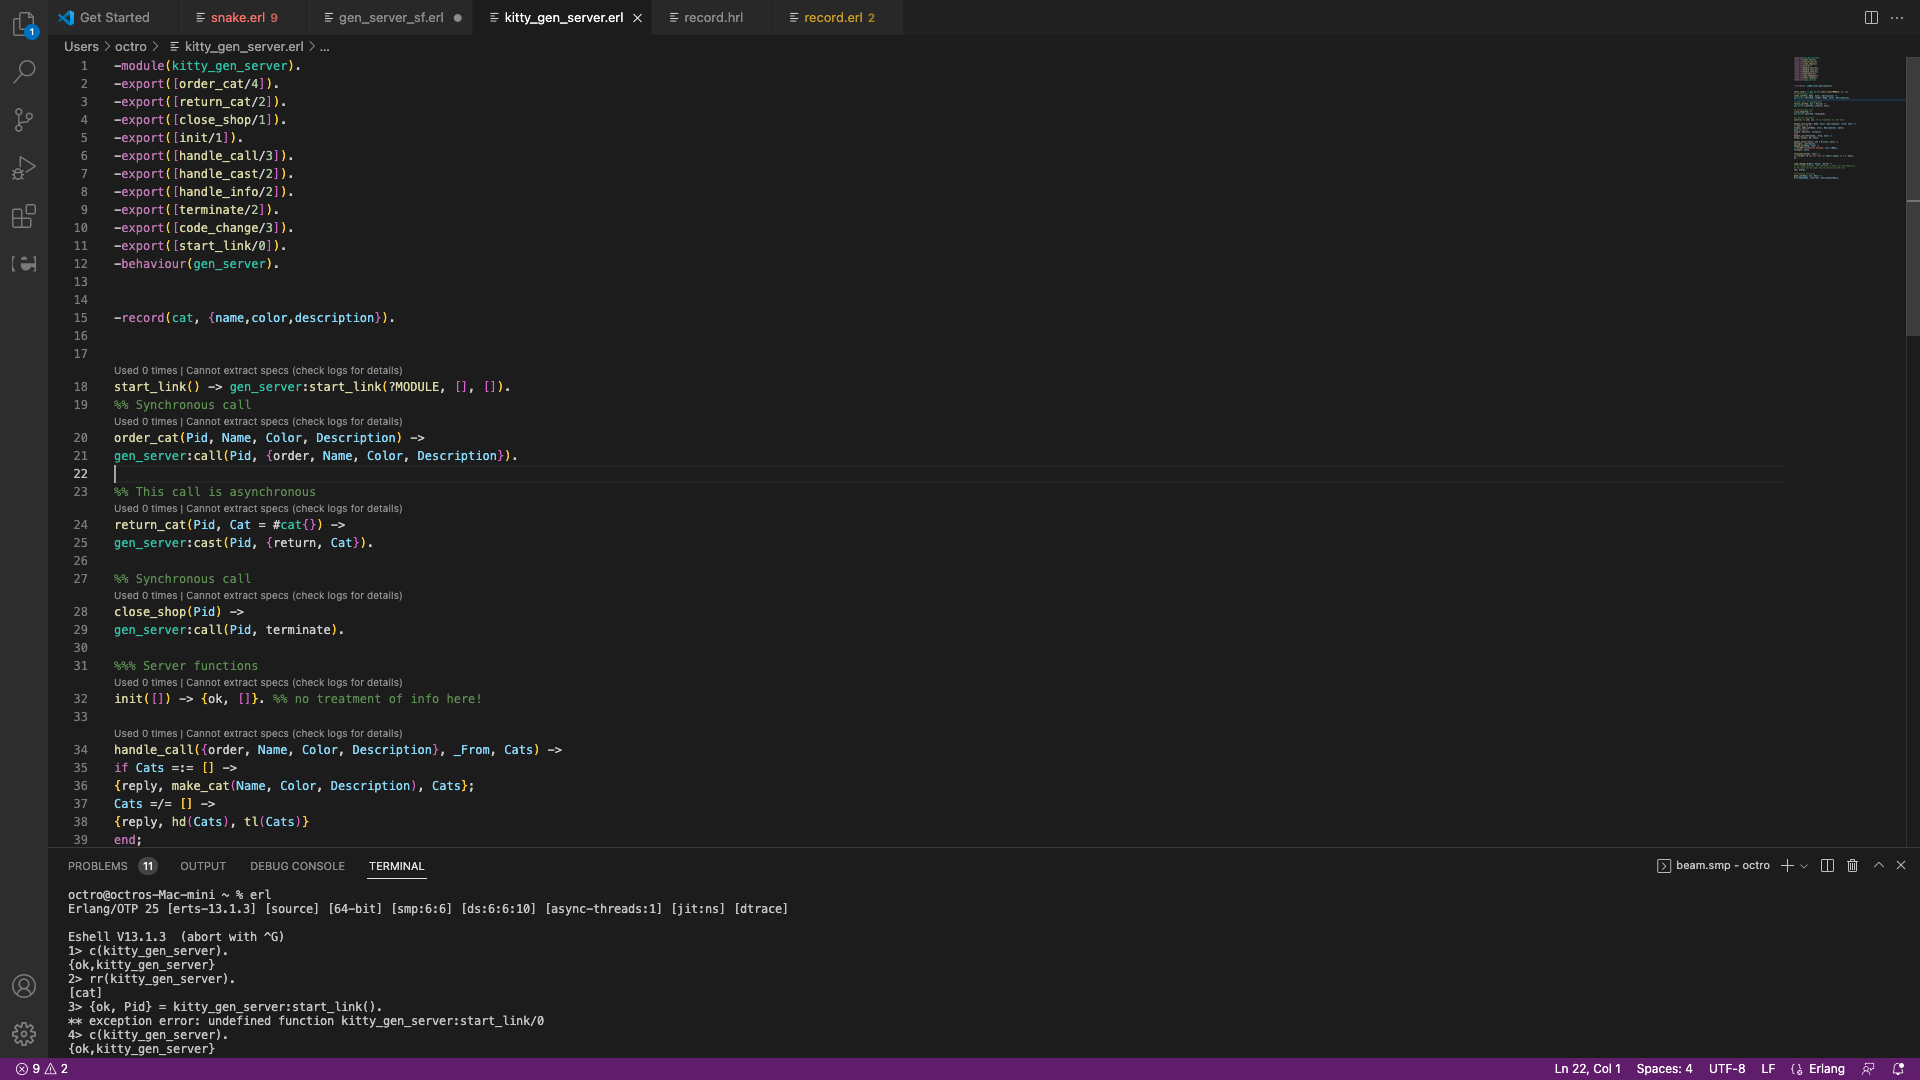 Get Started snake.erl 9 gen_server_sf.erl kitty_gen_server.erl record.hrl record.erl 2
1
Users > octro > kitty_gen_server.erl > ...
1 -module(kitty_gen_server).
2 -export([order_cat/4]).
3 -export([return_cat/2]).
4 -export([close_shop/1]).
5 -export([init/1]).
6 -export([handle_call/3]).
7 -export([handle_cast/2]).
8 -export([handle_info/2]).
9 -export([terminate/2]).
10 -export([code_change/3]).
11 -export([start_link/0]).
12 -behaviour(gen_server).
13
14
15 -record(cat, {name,color,description}).
16
17
Used 0 times | Cannot extract specs (check logs for details)
18 start_link() -> gen_server:start_link(?MODULE, [], []).
19 %% Synchronous call
Used 0 times | Cannot extract specs (check logs for details)
20 order_cat(Pid, Name, Color, Description) ->
21 gen_server:call(Pid, {order, Name, Color, Description}).
22
23 %% This call is asynchronous
Used 0 times | Cannot extract specs (check logs for details)
24 return_cat(Pid, Cat = #cat{}) ->
25 gen_server:cast(Pid, {return, Cat}).
26
27 %% Synchronous call
Used 0 times | Cannot extract specs (check logs for details)
28 close_shop(Pid) ->
29 gen_server:call(Pid, terminate).
30
31 %%% Server functions
Used 0 times | Cannot extract specs (check logs for details)
32 init([]) -> {ok, []}. %% no treatment of info here!
33
Used 0 times | Cannot extract specs (check logs for details)
34 handle_call({order, Name, Color, Description}, _From, Cats) ->
35 if Cats =:= [] ->
36 {reply, make_cat(Name, Color, Description), Cats};
37 Cats =/= [] ->
38 {reply, hd(Cats), tl(Cats)}
39 end;
PROBLEMS 11 OUTPUT DEBUG CONSOLE TERMINAL beam.smp - octro
octro@octros-Mac-mini ~ % erl
Erlang/OTP 25 [erts-13.1.3] [source] [64-bit] [smp:6:6] [ds:6:6:10] [async-threads:1] [jit:ns] [dtrace]
Eshell V13.1.3  (abort with ^G)
1> c(kitty_gen_server).
{ok,kitty_gen_server}
2> rr(kitty_gen_server).
[cat]
3> {ok, Pid} = kitty_gen_server:start_link().
** exception error: undefined function kitty_gen_server:start_link/0
4> c(kitty_gen_server).
{ok,kitty_gen_server}
9 2 Ln 22, Col 1 Spaces: 4 UTF-8 LF Erlang